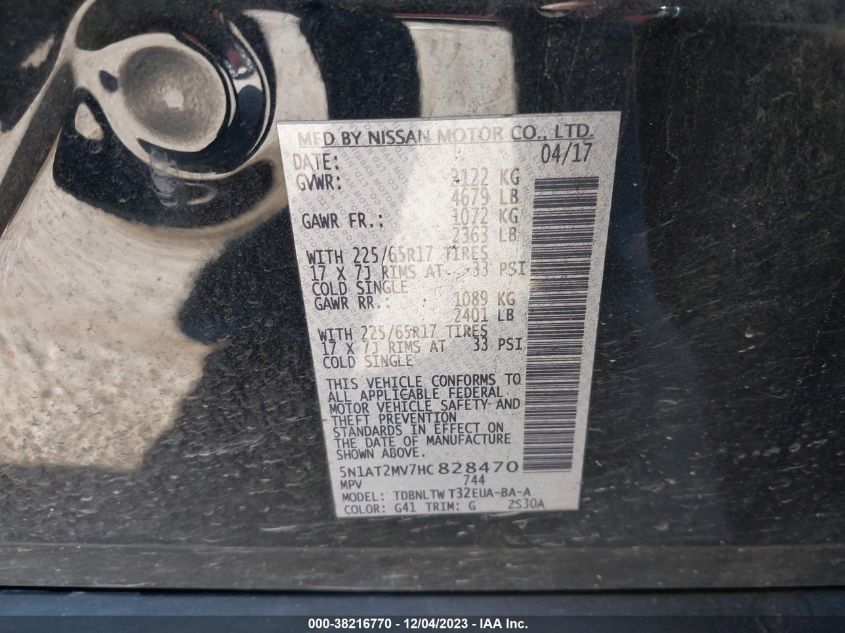 MFD BY NISSAN MOTOR CO., LTD.
DATE: 04/17
GVWR: 2122 KG
4679 LB
GAWR FR.: 1072 KG
2363 LB
WITH 225/65R17 TIRES
17 X 7J RIMS AT 33 PSI
COLD SINGLE
GAWR RR.: 1089 KG
2401 LB
WITH 225/65R17 TIRES
17 X 7J RIMS AT 33 PSI
COLD SINGLE
THIS VEHICLE CONFORMS TO
ALL APPLICABLE FEDERAL
MOTOR VEHICLE SAFETY AND
THEFT PREVENTION
STANDARDS IN EFFECT ON
THE DATE OF MANUFACTURE
SHOWN ABOVE.
5N1AT2MV7HC828470
MPV 744
MODEL: TDBNLTW T32EUA-BA-A
COLOR: G41 TRIM: G ZS30A
000-38216770 - 12/04/2023 - IAA Inc.